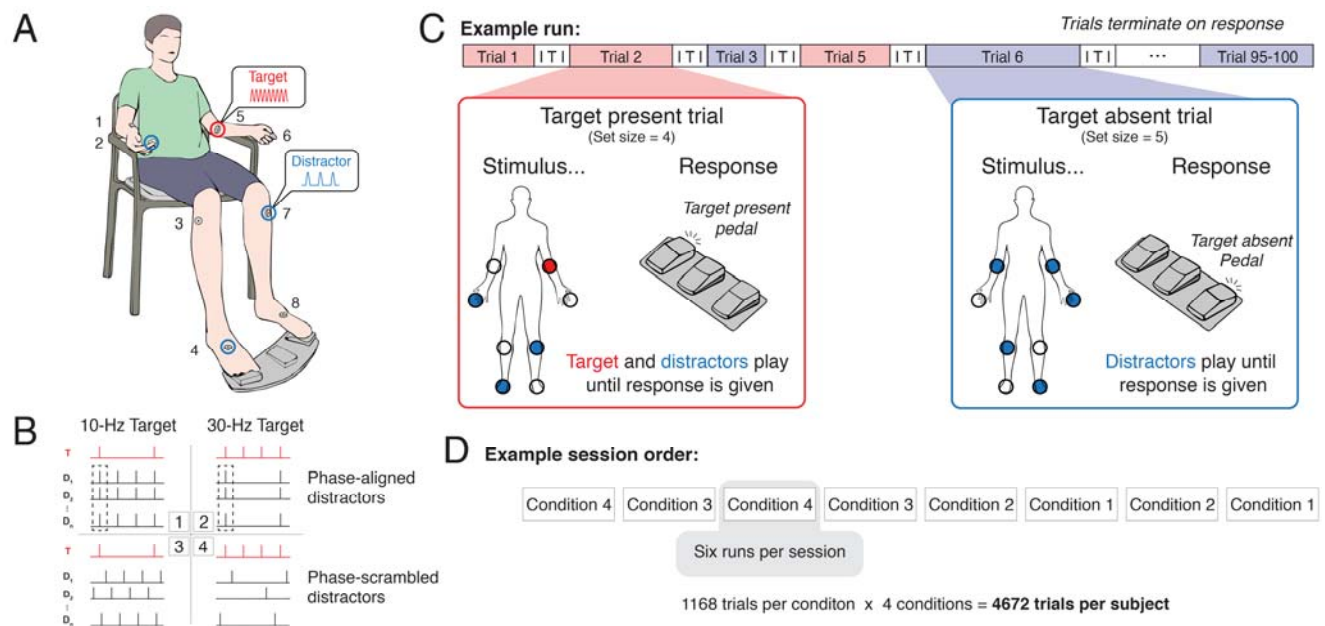 A
Target
Distractor
1
2
3
4
5
6
7
8
B
10-Hz Target
30-Hz Target
T
D1
D2
Dn
Phase-aligned
distractors
1 2
3 4
T
D1
D2
Dn
Phase-scrambled
distractors
C
Example run:
Trials terminate on response
Trial 1 ITI Trial 2 ITI Trial 3 ITI Trial 5 ITI Trial 6 ITI ... Trial 95-100
Target present trial
(Set size = 4)
Stimulus... Response
Target present
pedal
Target and distractors play
until response is given
Target absent trial
(Set size = 5)
Stimulus... Response
Target absent
Pedal
Distractors play until
response is given
D
Example session order:
Condition 4 Condition 3 Condition 4 Condition 3 Condition 2 Condition 1 Condition 2 Condition 1
Six runs per session
1168 trials per conditon x 4 conditions = 4672 trials per subject